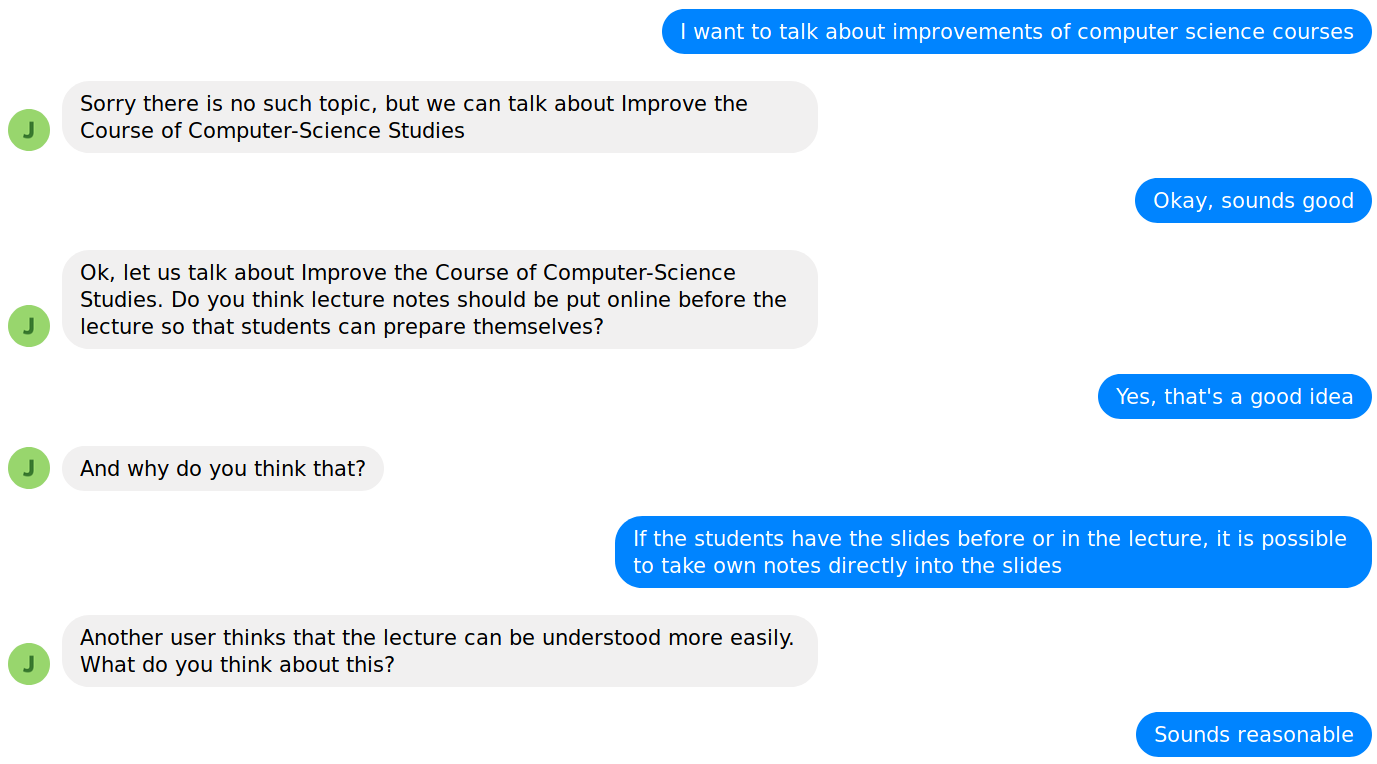 I want to talk about improvements of computer science courses
Sorry there is no such topic, but we can talk about Improve the
Course of Computer-Science Studies
J
Okay, sounds good
Ok, let us talk about Improve the Course of Computer-Science
Studies. Do you think lecture notes should be put online before the
lecture so that students can prepare themselves?
J
Yes, that's a good idea
J
And why do you think that?
If the students have the slides before or in the lecture, it is possible
to take own notes directly into the slides
Another user thinks that the lecture can be understood more easily.
What do you think about this?
J
Sounds reasonable